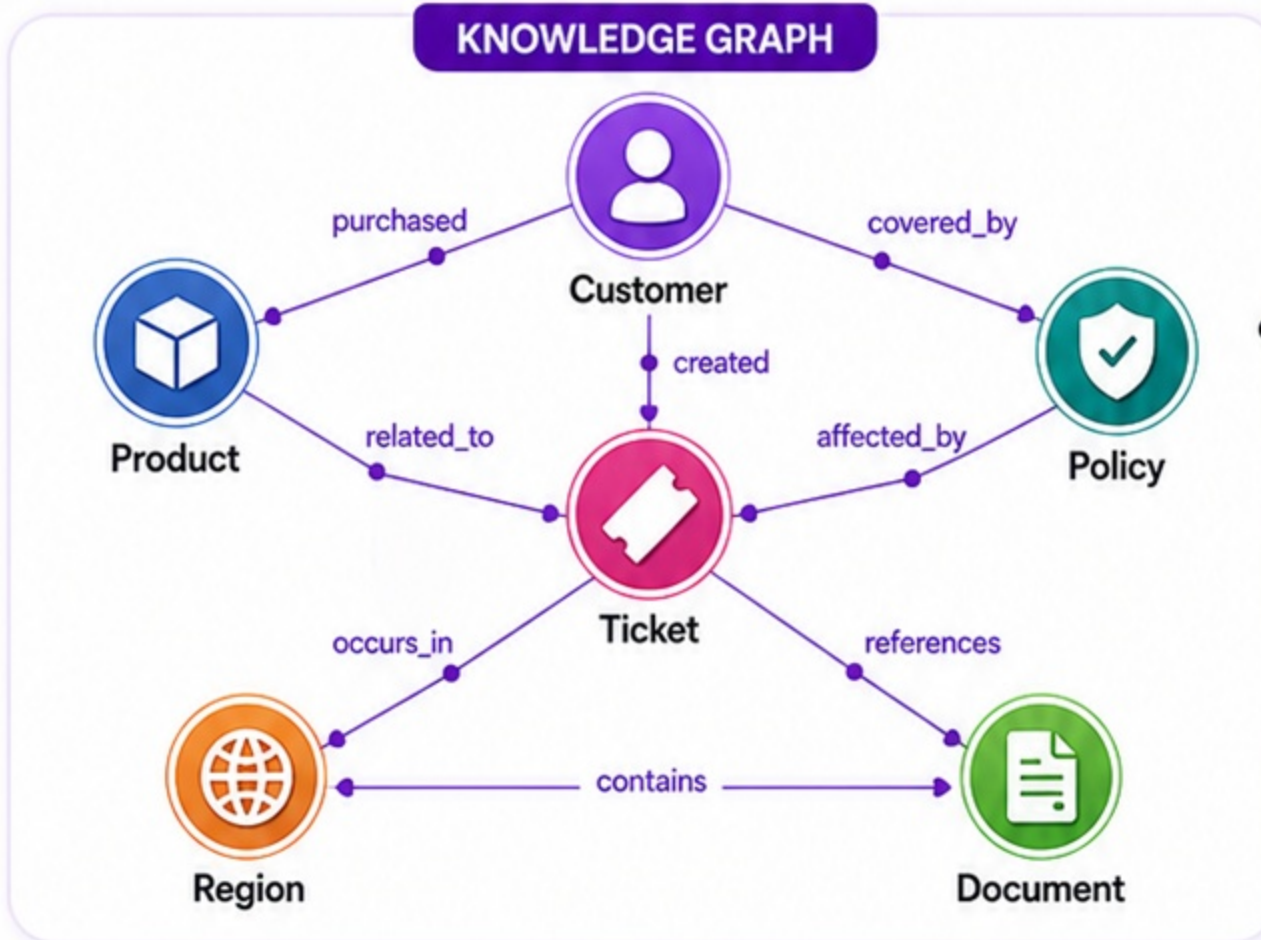 KNOWLEDGE GRAPH
purchased
covered_by
Customer
created
Product
related_to
affected_by
Policy
Ticket
occurs_in
references
contains
Region
Document